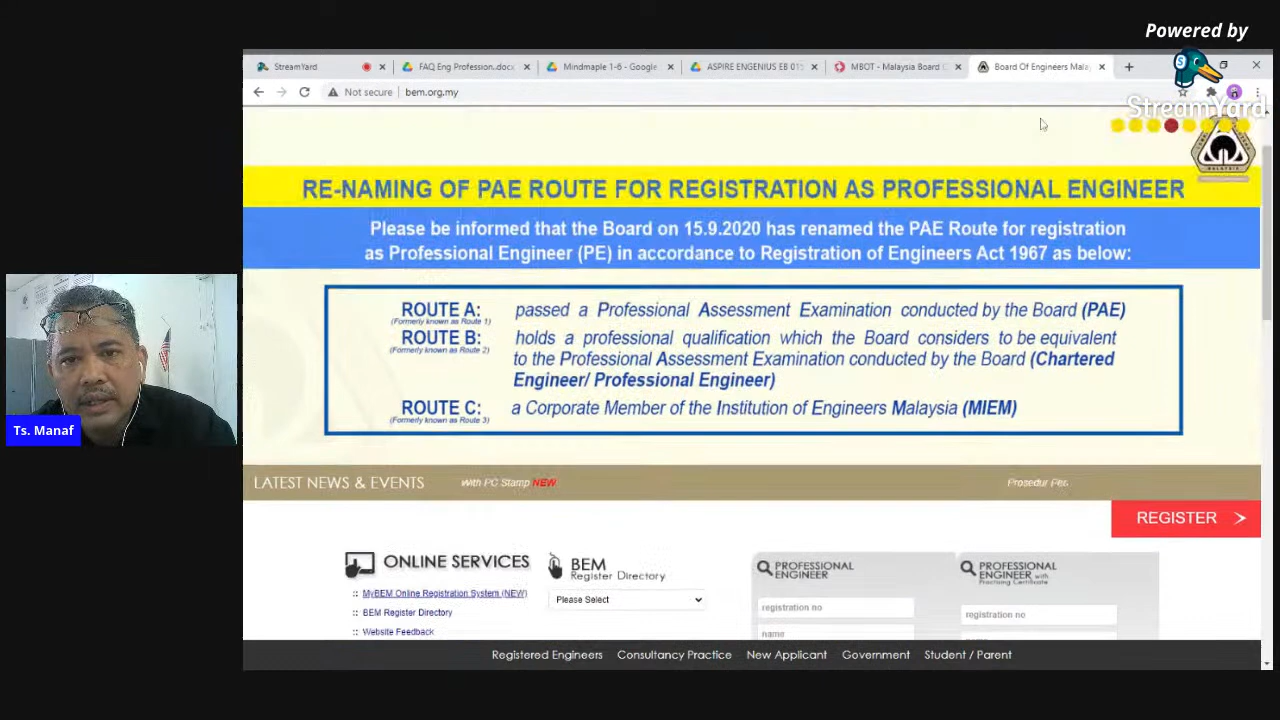 Powered by
StreamYard
StreamYard
FAQ Eng Profession..docx
Mindmaple 1-6 - Google
ASPIRE ENGENIUS EB 01
MBOT - Malaysia Board
Board Of Engineers Mala
Not secure
bem.org.my
RE-NAMING OF PAE ROUTE FOR REGISTRATION AS PROFESSIONAL ENGINEER
Please be informed that the Board on 15.9.2020 has renamed the PAE Route for registration
as Professional Engineer (PE) in accordance to Registration of Engineers Act 1967 as below:
ROUTE A: passed a Professional Assessment Examination conducted by the Board (PAE)
(Formerly known as Route 1)
ROUTE B: holds a professional qualification which the Board considers to be equivalent
(Formerly known as Route 2)
to the Professional Assessment Examination conducted by the Board (Chartered
Engineer/ Professional Engineer)
ROUTE C: a Corporate Member of the Institution of Engineers Malaysia (MIEM)
(Formerly known as Route 3)
Ts. Manaf
LATEST NEWS & EVENTS
With PC Stamp NEW
Prosedur
REGISTER
ONLINE SERVICES
:: MyBEM Online Registration System (NEW)
:: BEM Register Directory
:: Website Feedback
BEM
Register Directory
Please Select
PROFESSIONAL
ENGINEER
registration no
name
PROFESSIONAL
ENGINEER with
Practising Certificate
registration no
Registered Engineers
Consultancy Practice
New Applicant
Government
Student / Parent